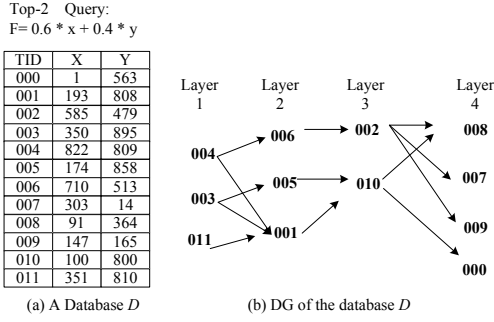 Top-2 Query:
F= 0.6 * x + 0.4 * y
TID X Y
000 1 563
001 193 808
002 585 479
003 350 895
004 822 809
005 174 858
006 710 513
007 303 14
008 91 364
009 147 165
010 100 800
011 351 810
(a) A Database D
Layer 1
Layer 2
Layer 3
Layer 4
004
003
011
006
005
001
002
010
008
007
009
000
(b) DG of the database D